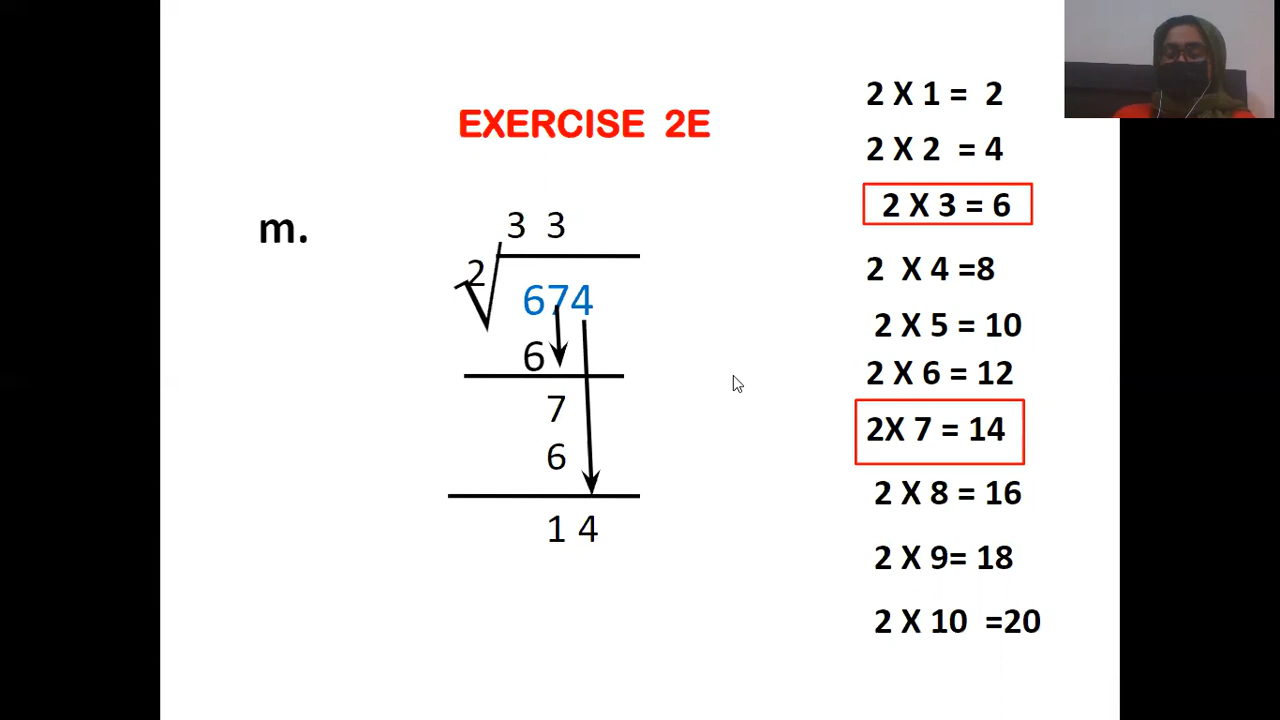 EXERCISE 2E
m.
3 3
2
674
6
7
6
1 4
2 X 1 = 2
2 X 2 = 4
2 X 3 = 6
2 X 4 =8
2 X 5 = 10
2 X 6 = 12
2X 7 = 14
2 X 8 = 16
2 X 9= 18
2 X 10 =20